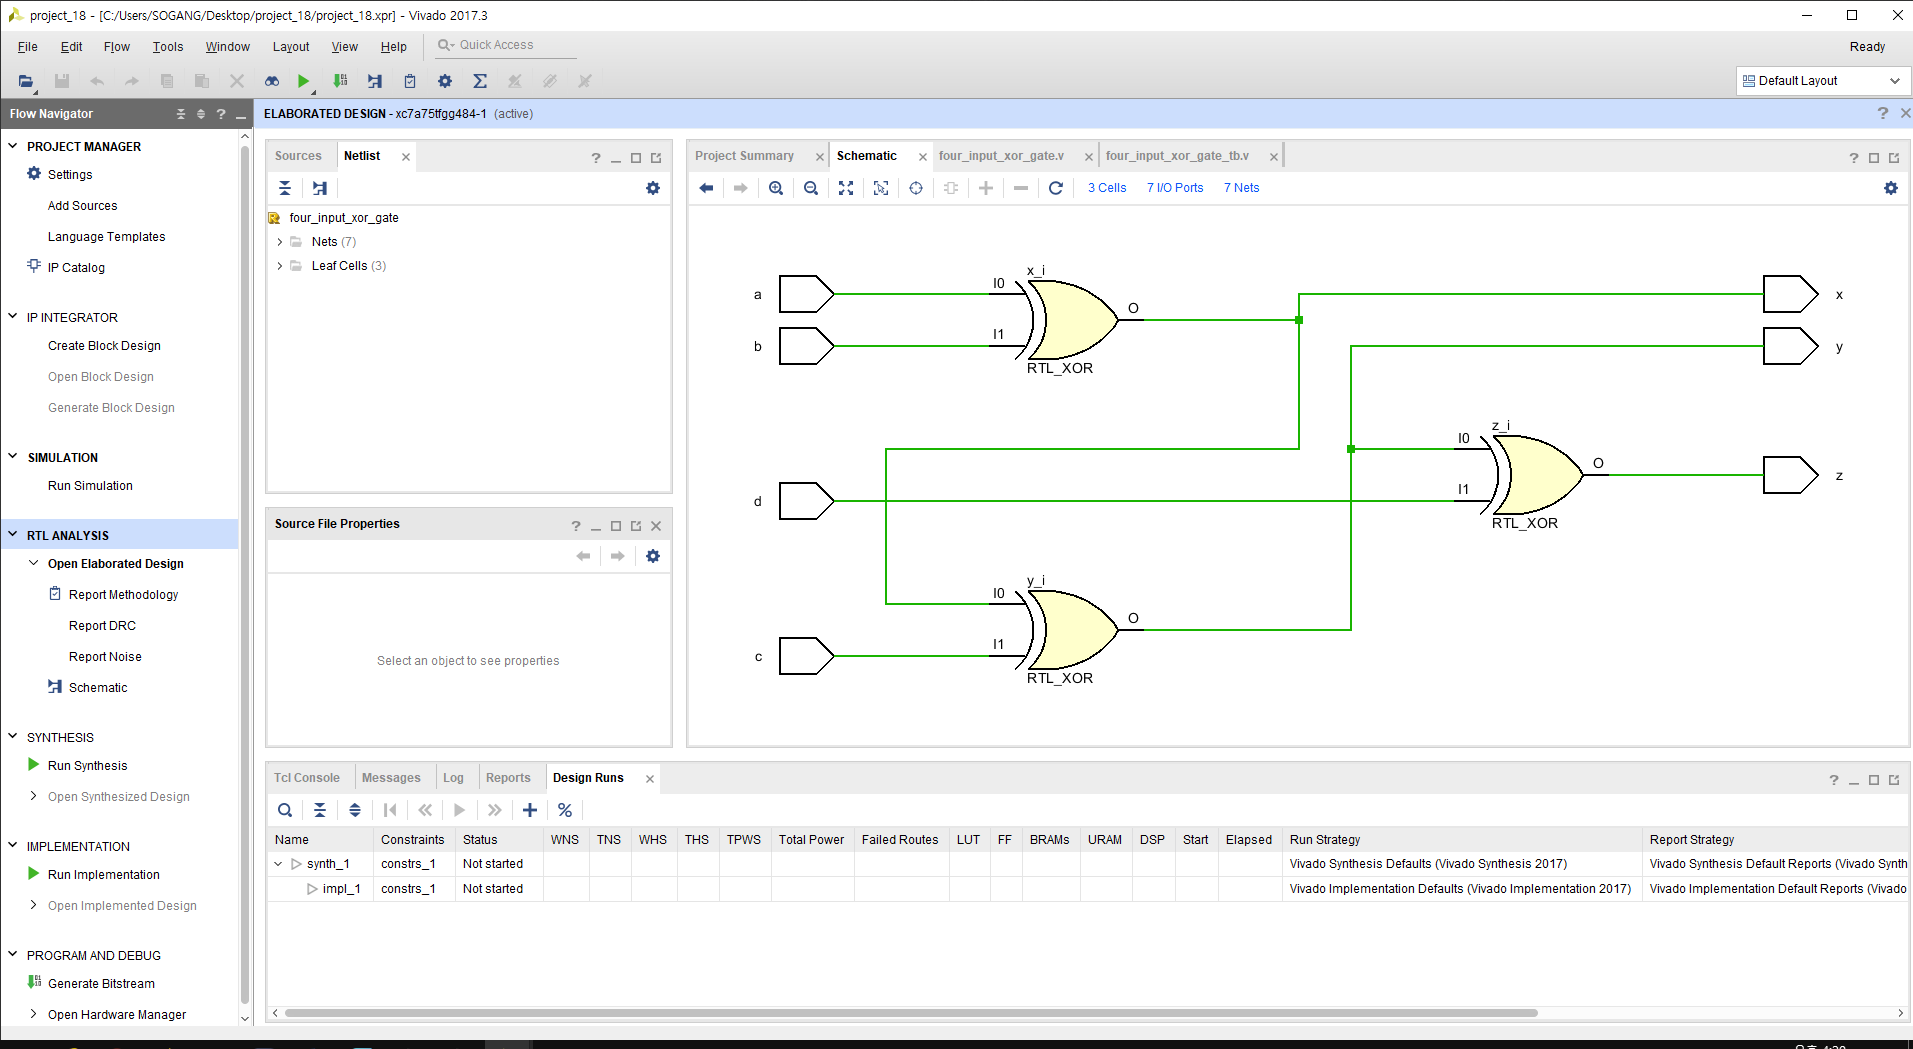 project_18 - [C:/Users/SOGANG/Desktop/project_18/project_18.xpr] - Vivado 2017.3
File Edit Flow Tools Window Layout View Help Quick Access
Ready
Default Layout
Flow Navigator
ELABORATED DESIGN - xc7a75tfgg484-1 (active)
PROJECT MANAGER
Settings
Add Sources
Language Templates
IP Catalog
IP INTEGRATOR
Create Block Design
Open Block Design
Generate Block Design
SIMULATION
Run Simulation
RTL ANALYSIS
Open Elaborated Design
Report Methodology
Report DRC
Report Noise
Schematic
SYNTHESIS
Run Synthesis
Open Synthesized Design
IMPLEMENTATION
Run Implementation
Open Implemented Design
PROGRAM AND DEBUG
Generate Bitstream
Open Hardware Manager
Sources Netlist
four_input_xor_gate
Nets (7)
Leaf Cells (3)
Source File Properties
Select an object to see properties
Project Summary Schematic four_input_xor_gate.v four_input_xor_gate_tb.v
3 Cells 7 I/O Ports 7 Nets
x_i
a I0 O x
b I1 y
RTL_XOR
z_i
I0 O z
d I1
RTL_XOR
y_i
I0 O
c I1
RTL_XOR
Tcl Console Messages Log Reports Design Runs
Name Constraints Status WNS TNS WHS THS TPWS Total Power Failed Routes LUT FF BRAMs URAM DSP Start Elapsed Run Strategy Report Strategy
synth_1 constrs_1 Not started Vivado Synthesis Defaults (Vivado Synthesis 2017) Vivado Synthesis Default Reports (Vivado Synth
impl_1 constrs_1 Not started Vivado Implementation Defaults (Vivado Implementation 2017) Vivado Implementation Default Reports (Vivado